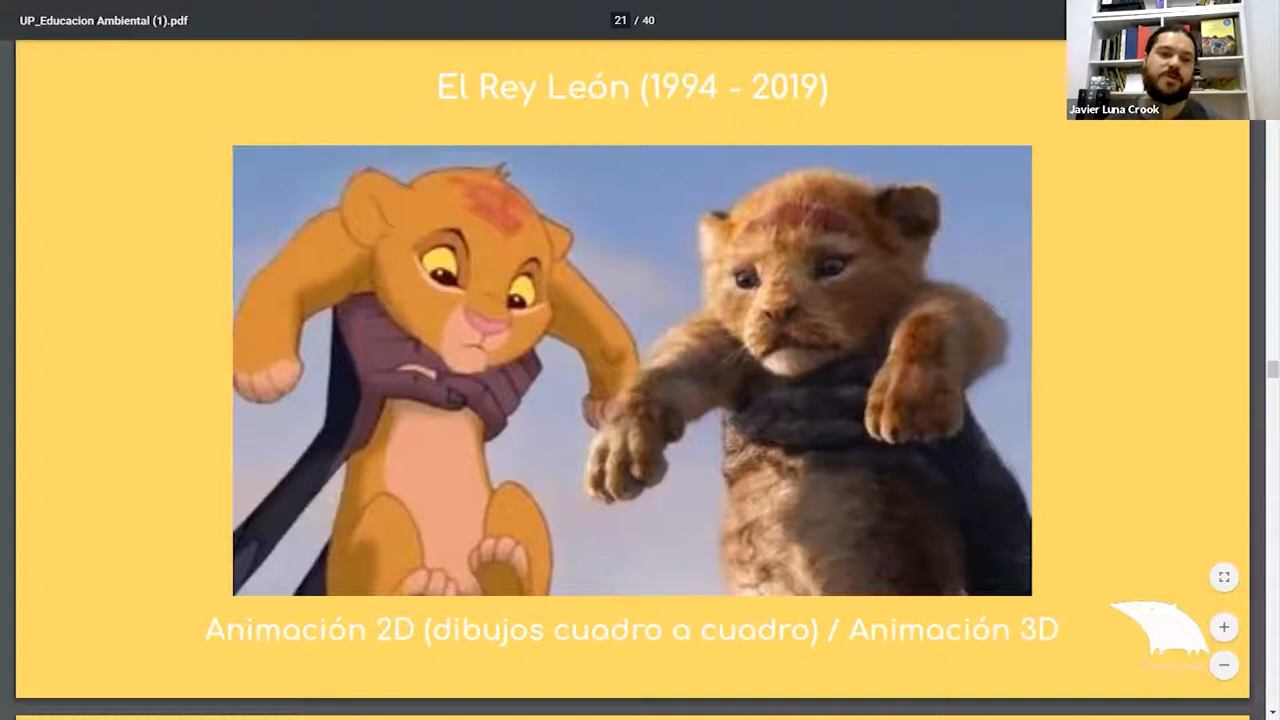 UP_Educacion Ambiental (1).pdf
21 / 40
Javier Luna Crook
El Rey León (1994 - 2019)
Animación 2D (dibujos cuadro a cuadro) / Animación 3D